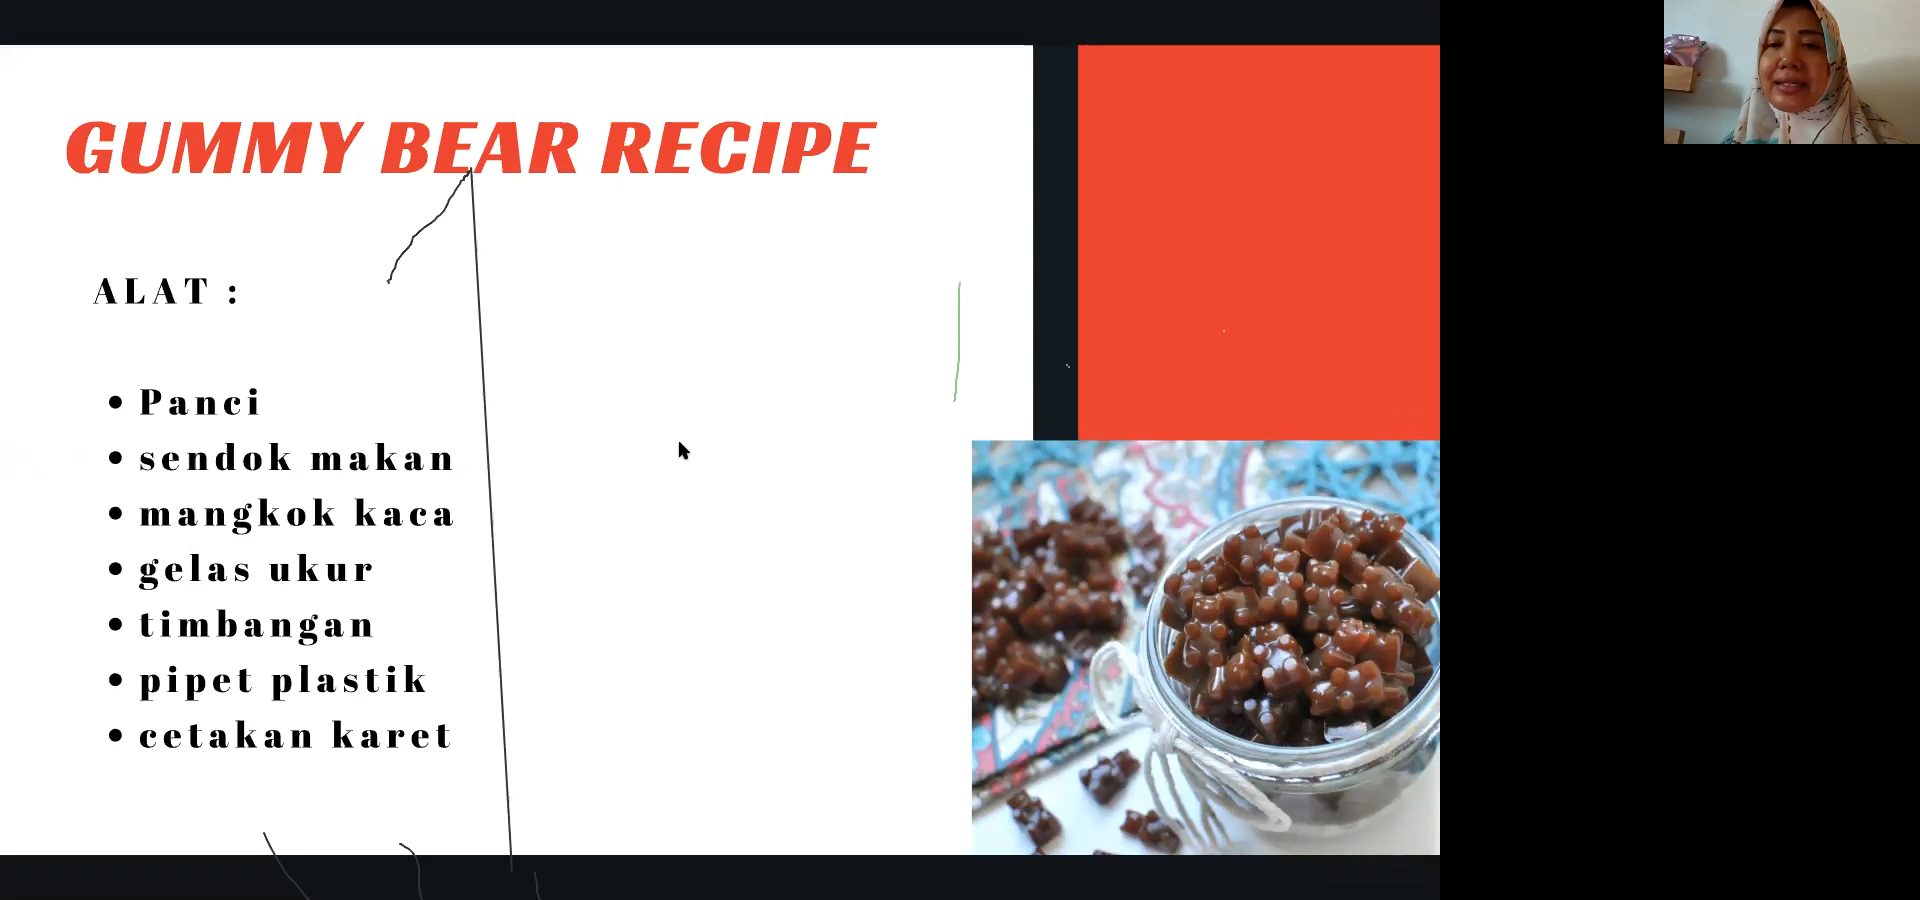 GUMMY BEAR RECIPE
ALAT :
• Panci
• sendok makan
• mangkok kaca
• gelas ukur
• timbangan
• pipet plastik
• cetakan karet